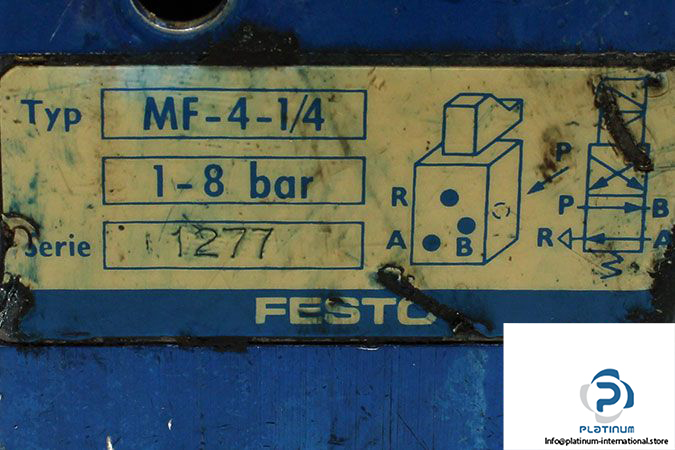 Typ MF-4-1/4
1-8 bar
Serie 1277
P
R
A
B
P
B
R
A
FESTO
PLATINUM
Info@platinum-international.store